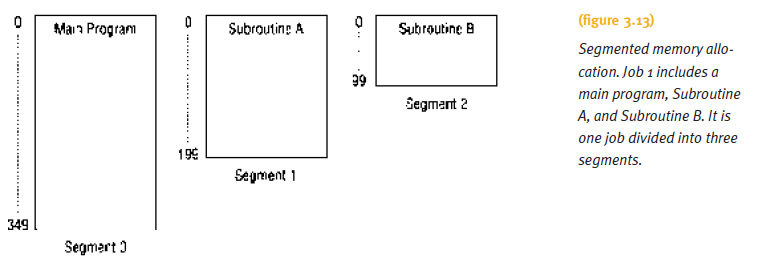 0
Main Program
349
Segment 0
0
Subroutine A
199
Segment 1
0
Subroutine B
99
Segment 2
(figure 3.13)
Segmented memory allo-
cation. Job 1 includes a
main program, Subroutine
A, and Subroutine B. It is
one job divided into three
segments.